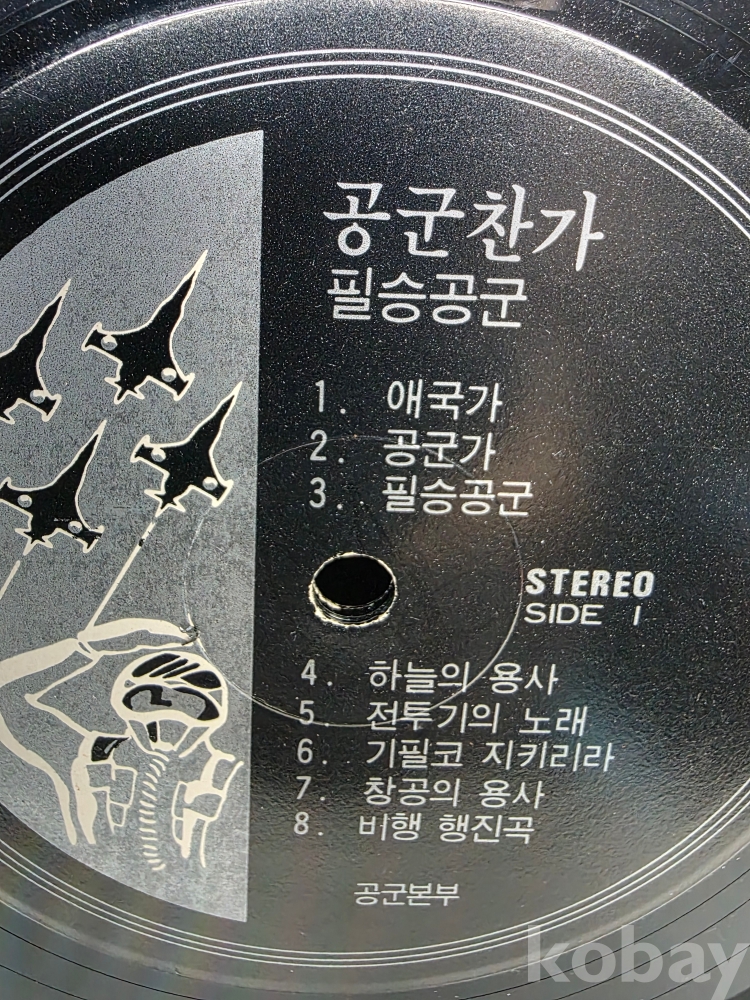 공군찬가
필승공군
1. 애국가
2. 공군가
3. 필승공군
STEREO
SIDE I
4. 하늘의 용사
5. 전투기의 노래
6. 기필코 지키리라
7. 창공의 용사
8. 비행 행진곡
공군본부
kobay